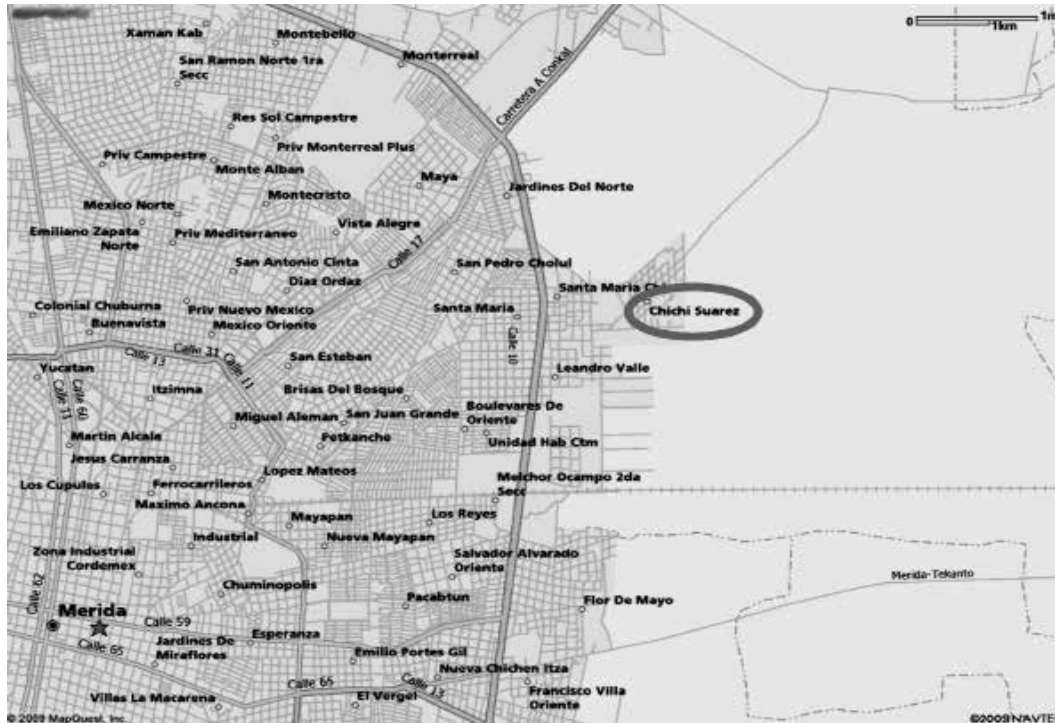 0
1m
1km
Xaman Kab
Montebello
Monterreal
San Ramon Norte 1ra
Secc
Carretera A Conkal
Res Sol Campestre
Priv Monterreal Plus
Priv Campestre
Monte Alban
Maya
Jardines Del Norte
Montecristo
Mexico Norte
Vista Alegre
Emiliano Zapata
Norte
Priv Mediterraneo
Calle 17
San Antonio Cinta
San Pedro Cholul
Diaz Ordaz
Santa Maria Chi
Chichi Suarez
Colonial Chuburna
Priv Nuevo Mexico
Santa Maria
Buenavista
Mexico Oriente
Calle 10
Calle 13
Calle 31
Calle 11
San Esteban
Yucatan
Leandro Valle
Itzimna
Brisas Del Bosque
Calle 60
Calle 11
Miguel Aleman
San Juan Grande
Boulevares De
Oriente
Martin Alcala
Petkanche
Unidad Hab Ctm
Jesus Carranza
Lopez Mateos
Melchor Ocampo 2da
Secc
Los Cupules
Ferrocarrileros
Maximo Ancona
Mayapan
Los Reyes
Industrial
Nueva Mayapan
Zona Industrial
Cordemex
Salvador Alvarado
Oriente
Merida-Tekanto
Calle 62
Chuminopolis
Pacabtun
Flor De Mayo
Merida
Calle 59
Esperanza
Calle 65
Jardines De
Miraflores
Emilio Portes Gil
Nueva Chichen Itza
Calle 65
Calle 13
Villas La Macarena
El Vergel
Francisco Villa
Oriente
© 2009 MapQuest, Inc
©2009 NAVTE